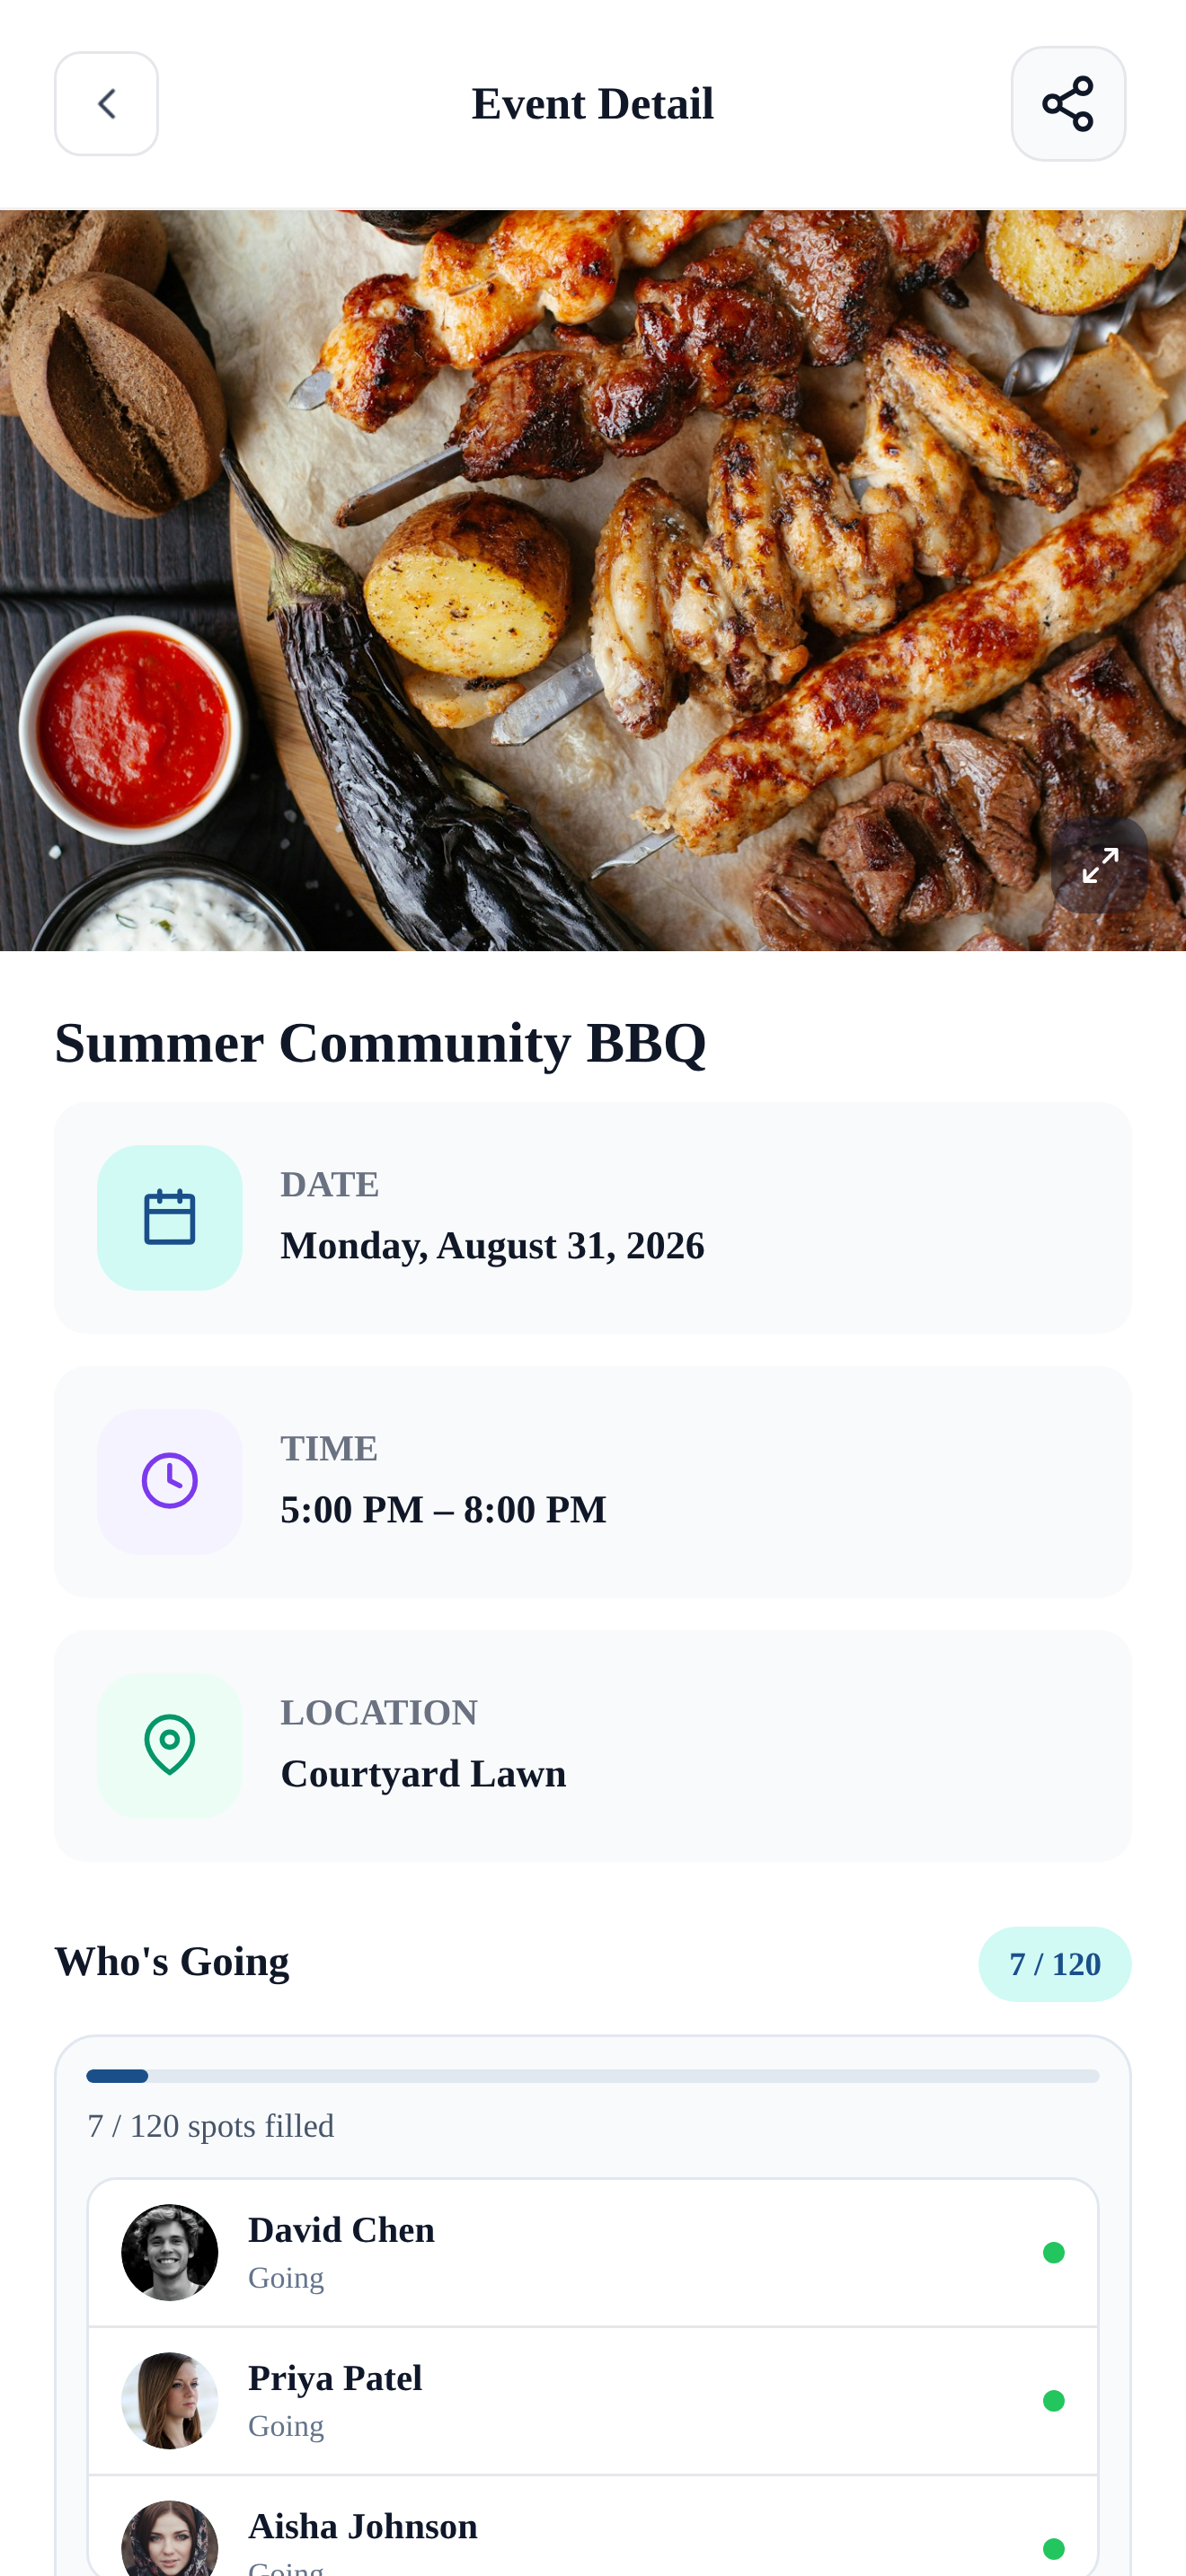 Event Detail
Summer Community BBQ
DATE
Monday, August 31, 2026
TIME
5:00 PM – 8:00 PM
LOCATION
Courtyard Lawn
Who's Going
7 / 120
7 / 120 spots filled
David Chen
Going
Priya Patel
Going
Aisha Johnson
Going